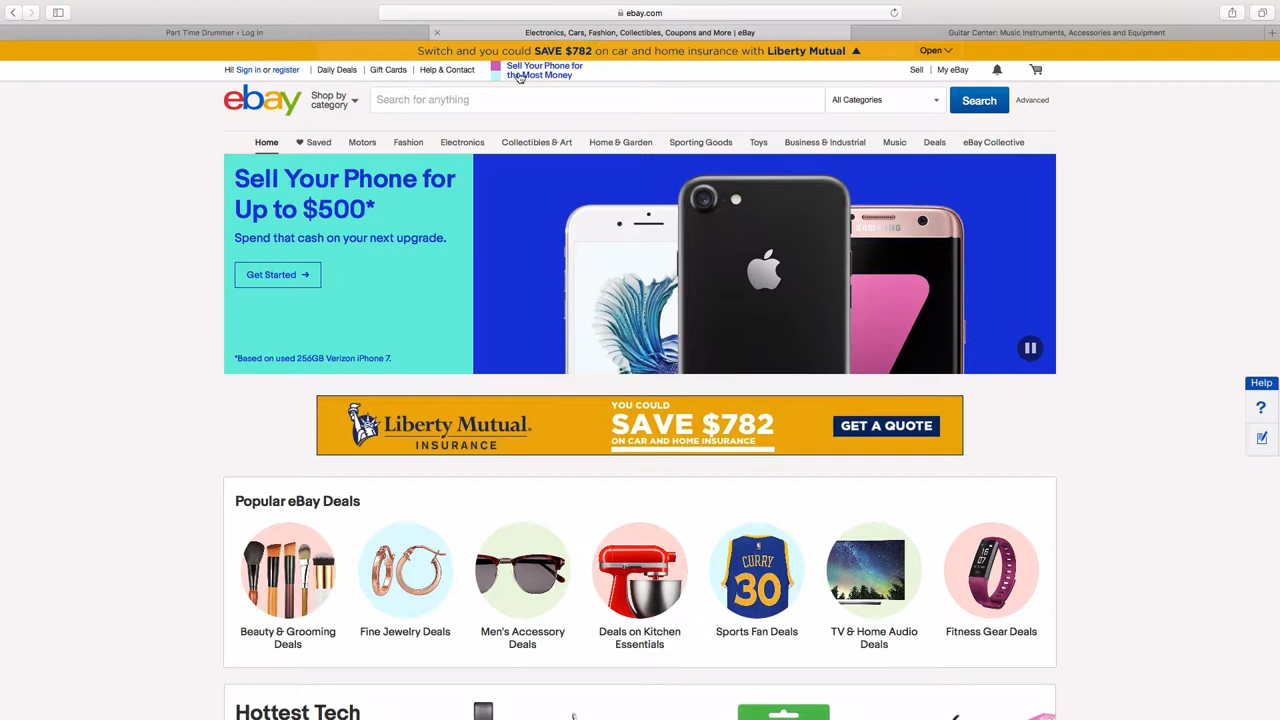 ebay.com
Part Time Drummer ‹ Log In
Electronics, Cars, Fashion, Collectibles, Coupons and More | eBay
Guitar Center: Music Instruments, Accessories and Equipment
Switch and you could SAVE $782 on car and home insurance with Liberty Mutual
Open
Hi! Sign in or register
Daily Deals
Gift Cards
Help & Contact
Sell Your Phone for
the Most Money
Sell
My eBay
ebay
Shop by
category
Search for anything
All Categories
Search
Advanced
Home
Saved
Motors
Fashion
Electronics
Collectibles & Art
Home & Garden
Sporting Goods
Toys
Business & Industrial
Music
Deals
eBay Collective
Sell Your Phone for
Up to $500*
Spend that cash on your next upgrade.
Get Started
*Based on used 256GB Verizon iPhone 7.
SAMSUNG
Help
?
Liberty Mutual.
INSURANCE
YOU COULD
SAVE $782
ON CAR AND HOME INSURANCE
GET A QUOTE
Popular eBay Deals
CURRY
30
Beauty & Grooming
Deals
Fine Jewelry Deals
Men's Accessory
Deals
Deals on Kitchen
Essentials
Sports Fan Deals
TV & Home Audio
Deals
Fitness Gear Deals
Hottest Tech